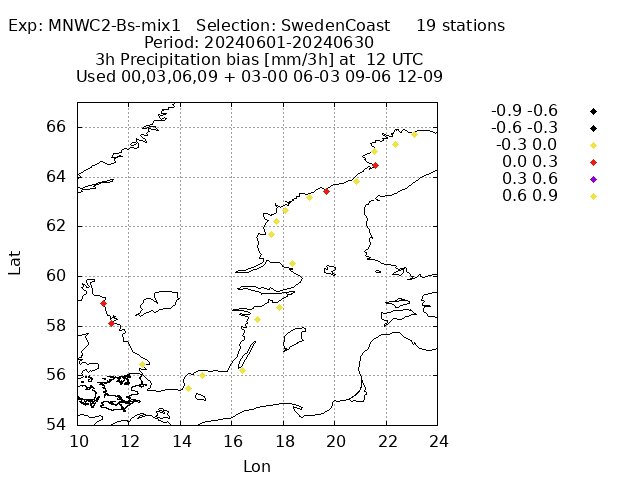 Exp: MNWC2-Bs-mix1   Selection: SwedenCoast     19 stations
Period: 20240601-20240630
3h Precipitation bias [mm/3h] at  12 UTC
Used 00,03,06,09 + 03-00 06-03 09-06 12-09
-0.9 -0.6
-0.6 -0.3
-0.3 0.0
0.0 0.3
0.3 0.6
0.6 0.9
66
64
62
60
58
56
54
Lat
10 12 14 16 18 20 22 24
Lon